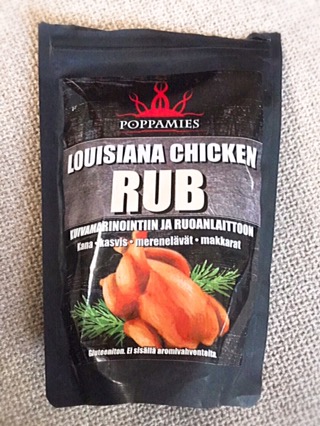 POPPAMIES
LOUISIANA CHICKEN
RUB
KUIVAMARINOINTIIN JA RUOANLAITTOON
Kana • kasvis • merenelävät • makkarat
Gluteeniton. Ei sisällä aromivahventeita.